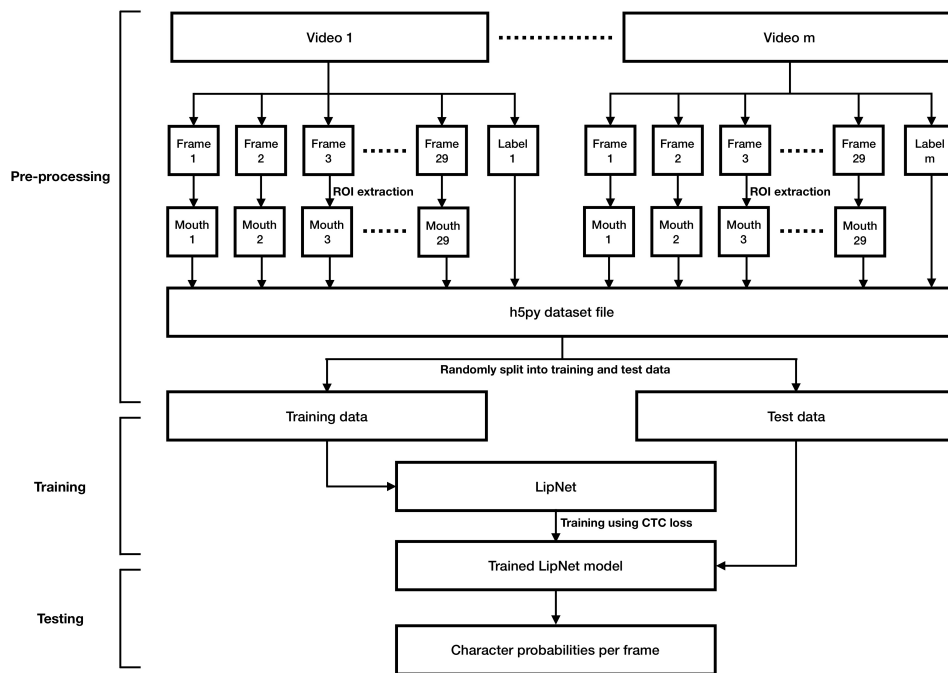 Video 1
Video m
Frame
1
Frame
2
Frame
3
Frame
29
Label
1
Frame
1
Frame
2
Frame
3
Frame
29
Label
m
Pre-processing
ROI extraction
ROI extraction
Mouth
1
Mouth
2
Mouth
3
Mouth
29
Mouth
1
Mouth
2
Mouth
3
Mouth
29
h5py dataset file
Randomly split into training and test data
Training data
Test data
Training
LipNet
Training using CTC loss
Trained LipNet model
Testing
Character probabilities per frame